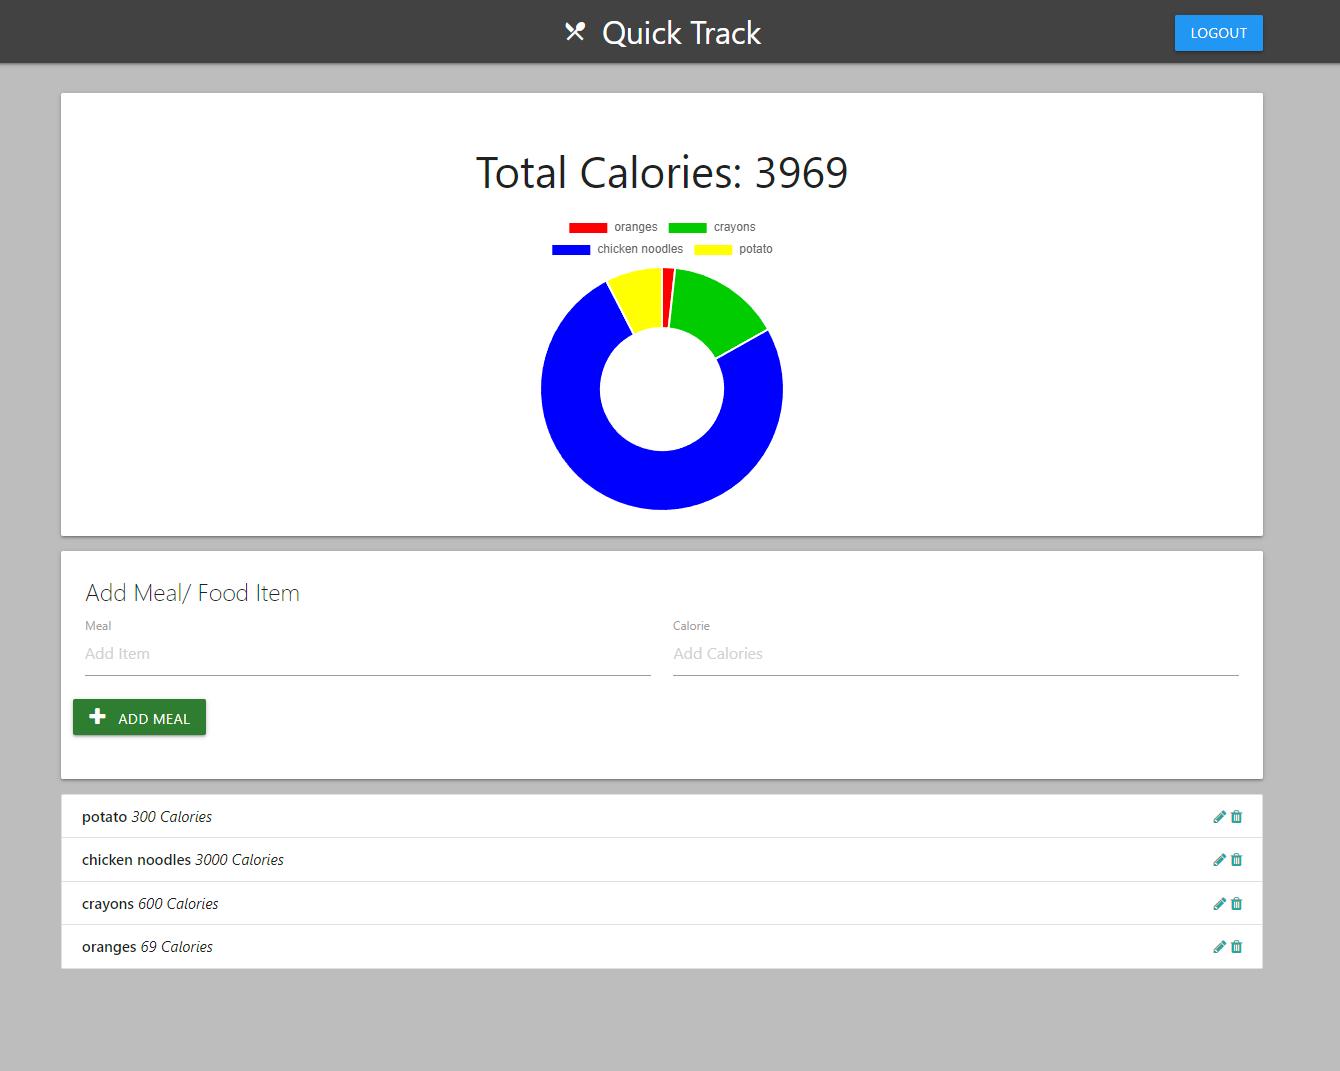 Quick Track
LOGOUT
Total Calories: 3969
oranges crayons
chicken noodles potato
Add Meal/ Food Item
Meal Calorie
Add Item Add Calories
ADD MEAL
potato 300 Calories
chicken noodles 3000 Calories
crayons 600 Calories
oranges 69 Calories